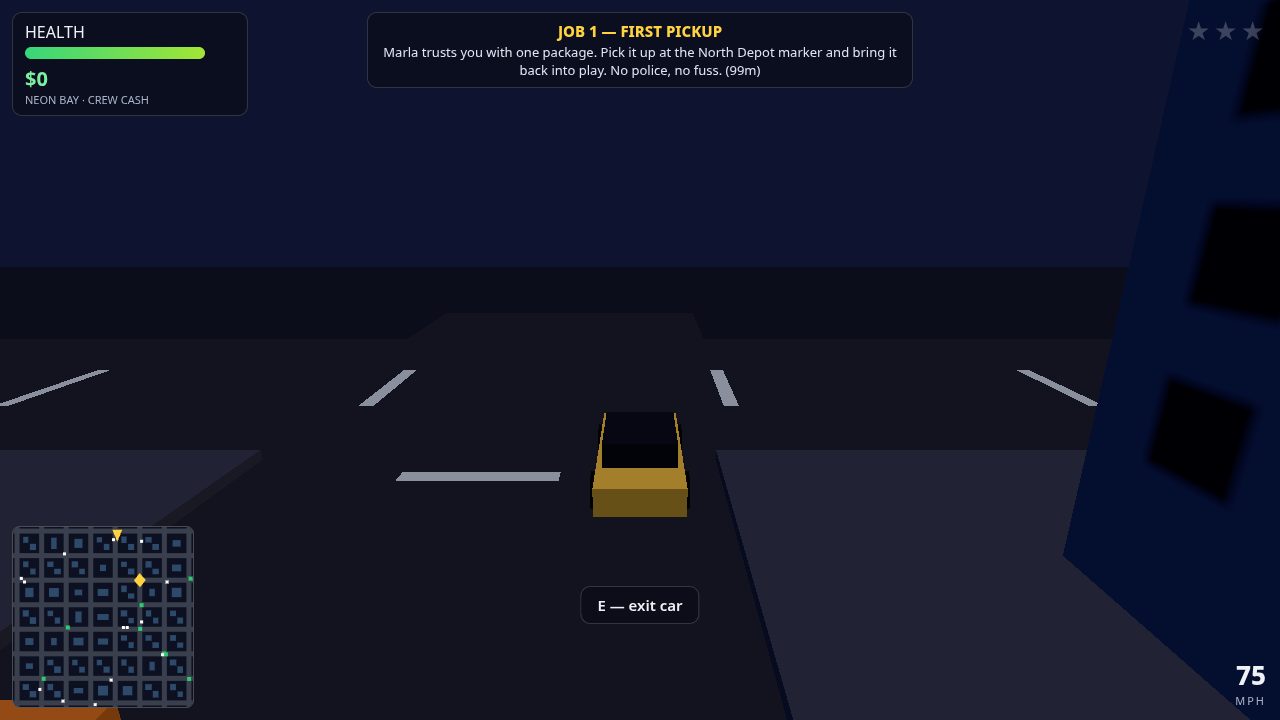 HEALTH
$0
NEON BAY · CREW CASH
JOB 1 — FIRST PICKUP
Marla trusts you with one package. Pick it up at the North Depot marker and bring it
back into play. No police, no fuss. (99m)
★ ★ ★
E — exit car
75
MPH